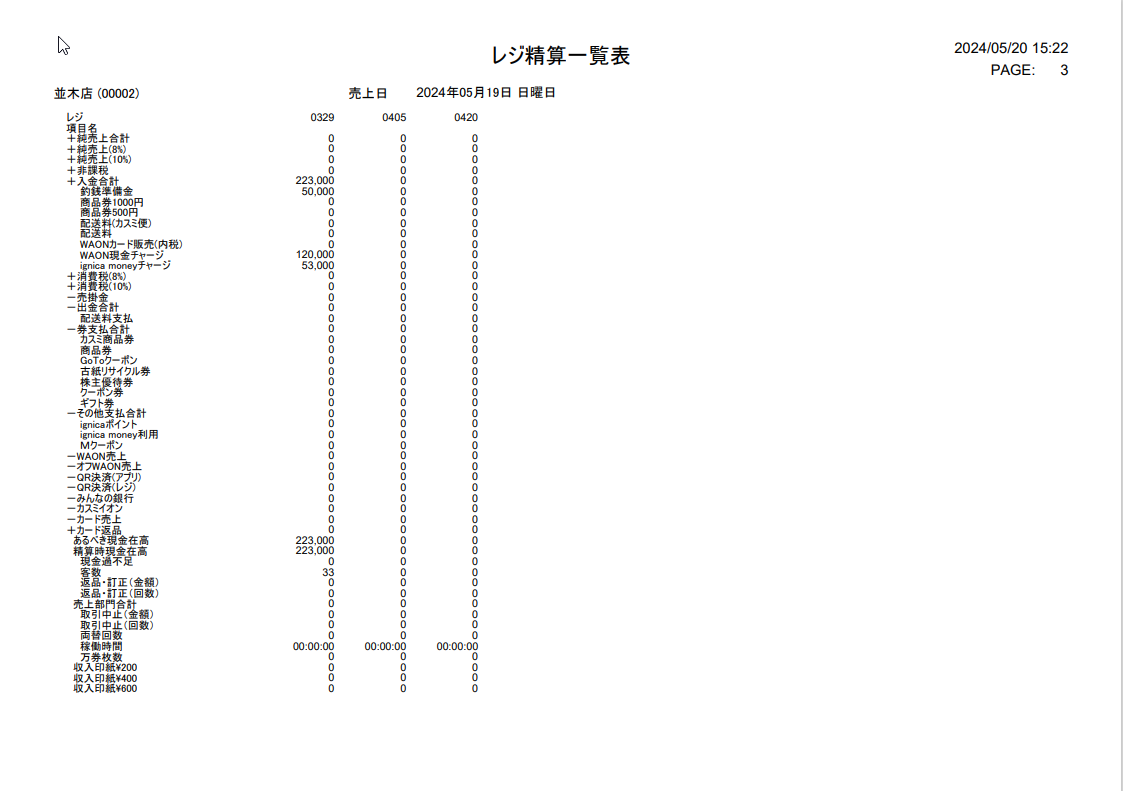 レジ精算一覧表
2024/05/20 15:22
PAGE: 3
並木店 (00002) 売上日 2024年05月19日 日曜日
レジ 0329 0405 0420
項目名
＋純売上合計 0 0 0
＋純売上(8%) 0 0 0
＋純売上(10%) 0 0 0
＋非課税 0 0 0
＋入金合計 223,000 0 0
釣銭準備金 50,000 0 0
商品券1000円 0 0 0
商品券500円 0 0 0
配送料(カスミ便) 0 0 0
配送料 0 0 0
WAONカード販売(内税) 0 0 0
WAON現金チャージ 120,000 0 0
ignica moneyチャージ 53,000 0 0
＋消費税(8%) 0 0 0
＋消費税(10%) 0 0 0
－売掛金 0 0 0
－出金合計 0 0 0
配送料支払 0 0 0
－券支払合計 0 0 0
カスミ商品券 0 0 0
商品券 0 0 0
GoToクーポン 0 0 0
古紙リサイクル券 0 0 0
株主優待券 0 0 0
クーポン券 0 0 0
ギフト券 0 0 0
－その他支払合計 0 0 0
ignicaポイント 0 0 0
ignica money利用 0 0 0
Mクーポン 0 0 0
－WAON売上 0 0 0
－オフWAON売上 0 0 0
－QR決済(アプリ) 0 0 0
－QR決済(レジ) 0 0 0
－みんなの銀行 0 0 0
－カスミイオン 0 0 0
－カード売上 0 0 0
＋カード返品 0 0 0
あるべき現金在高 223,000 0 0
精算時現金在高 223,000 0 0
現金過不足 0 0 0
客数 33 0 0
返品・訂正(金額) 0 0 0
返品・訂正(回数) 0 0 0
売上部門合計 0 0 0
取引中止(金額) 0 0 0
取引中止(回数) 0 0 0
両替回数 0 0 0
稼働時間 00:00:00 00:00:00 00:00:00
万券枚数 0 0 0
収入印紙¥200 0 0 0
収入印紙¥400 0 0 0
収入印紙¥600 0 0 0